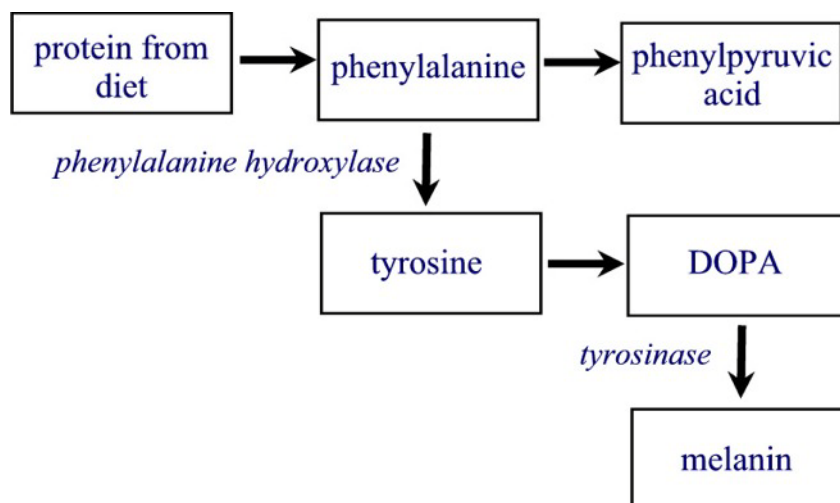 protein from
diet
phenylalanine
phenylpyruvic
acid
phenylalanine hydroxylase
tyrosine
DOPA
tyrosinase
melanin